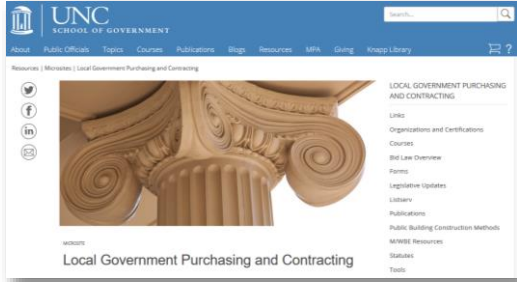 UNC
SCHOOL OF GOVERNMENT
Search...
About Public Officials Topics Courses Publications Blogs Resources MPA Giving Knapp Library ?
Resources | Microsites | Local Government Purchasing and Contracting
f
in
LOCAL GOVERNMENT PURCHASING
AND CONTRACTING
Links
Organizations and Certifications
Courses
Bid Law Overview
Forms
Legislative Updates
Listserv
Publications
Public Building Construction Methods
M/WBE Resources
Statutes
Tools
MICROSITE
Local Government Purchasing and Contracting